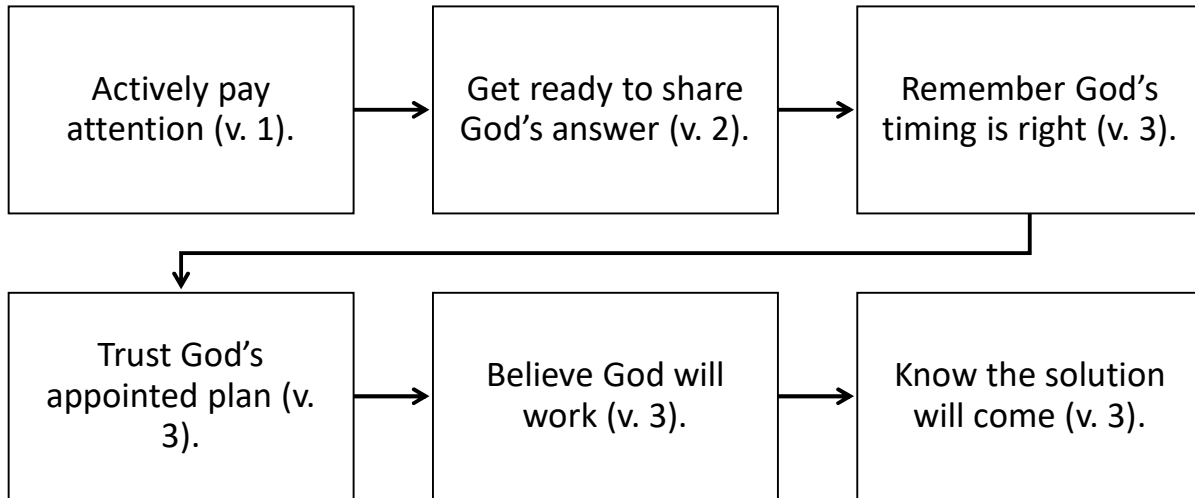 Actively pay
attention (v. 1).
Get ready to share
God’s answer (v. 2).
Remember God’s
timing is right (v. 3).
Trust God’s
appointed plan (v.
3).
Believe God will
work (v. 3).
Know the solution
will come (v. 3).